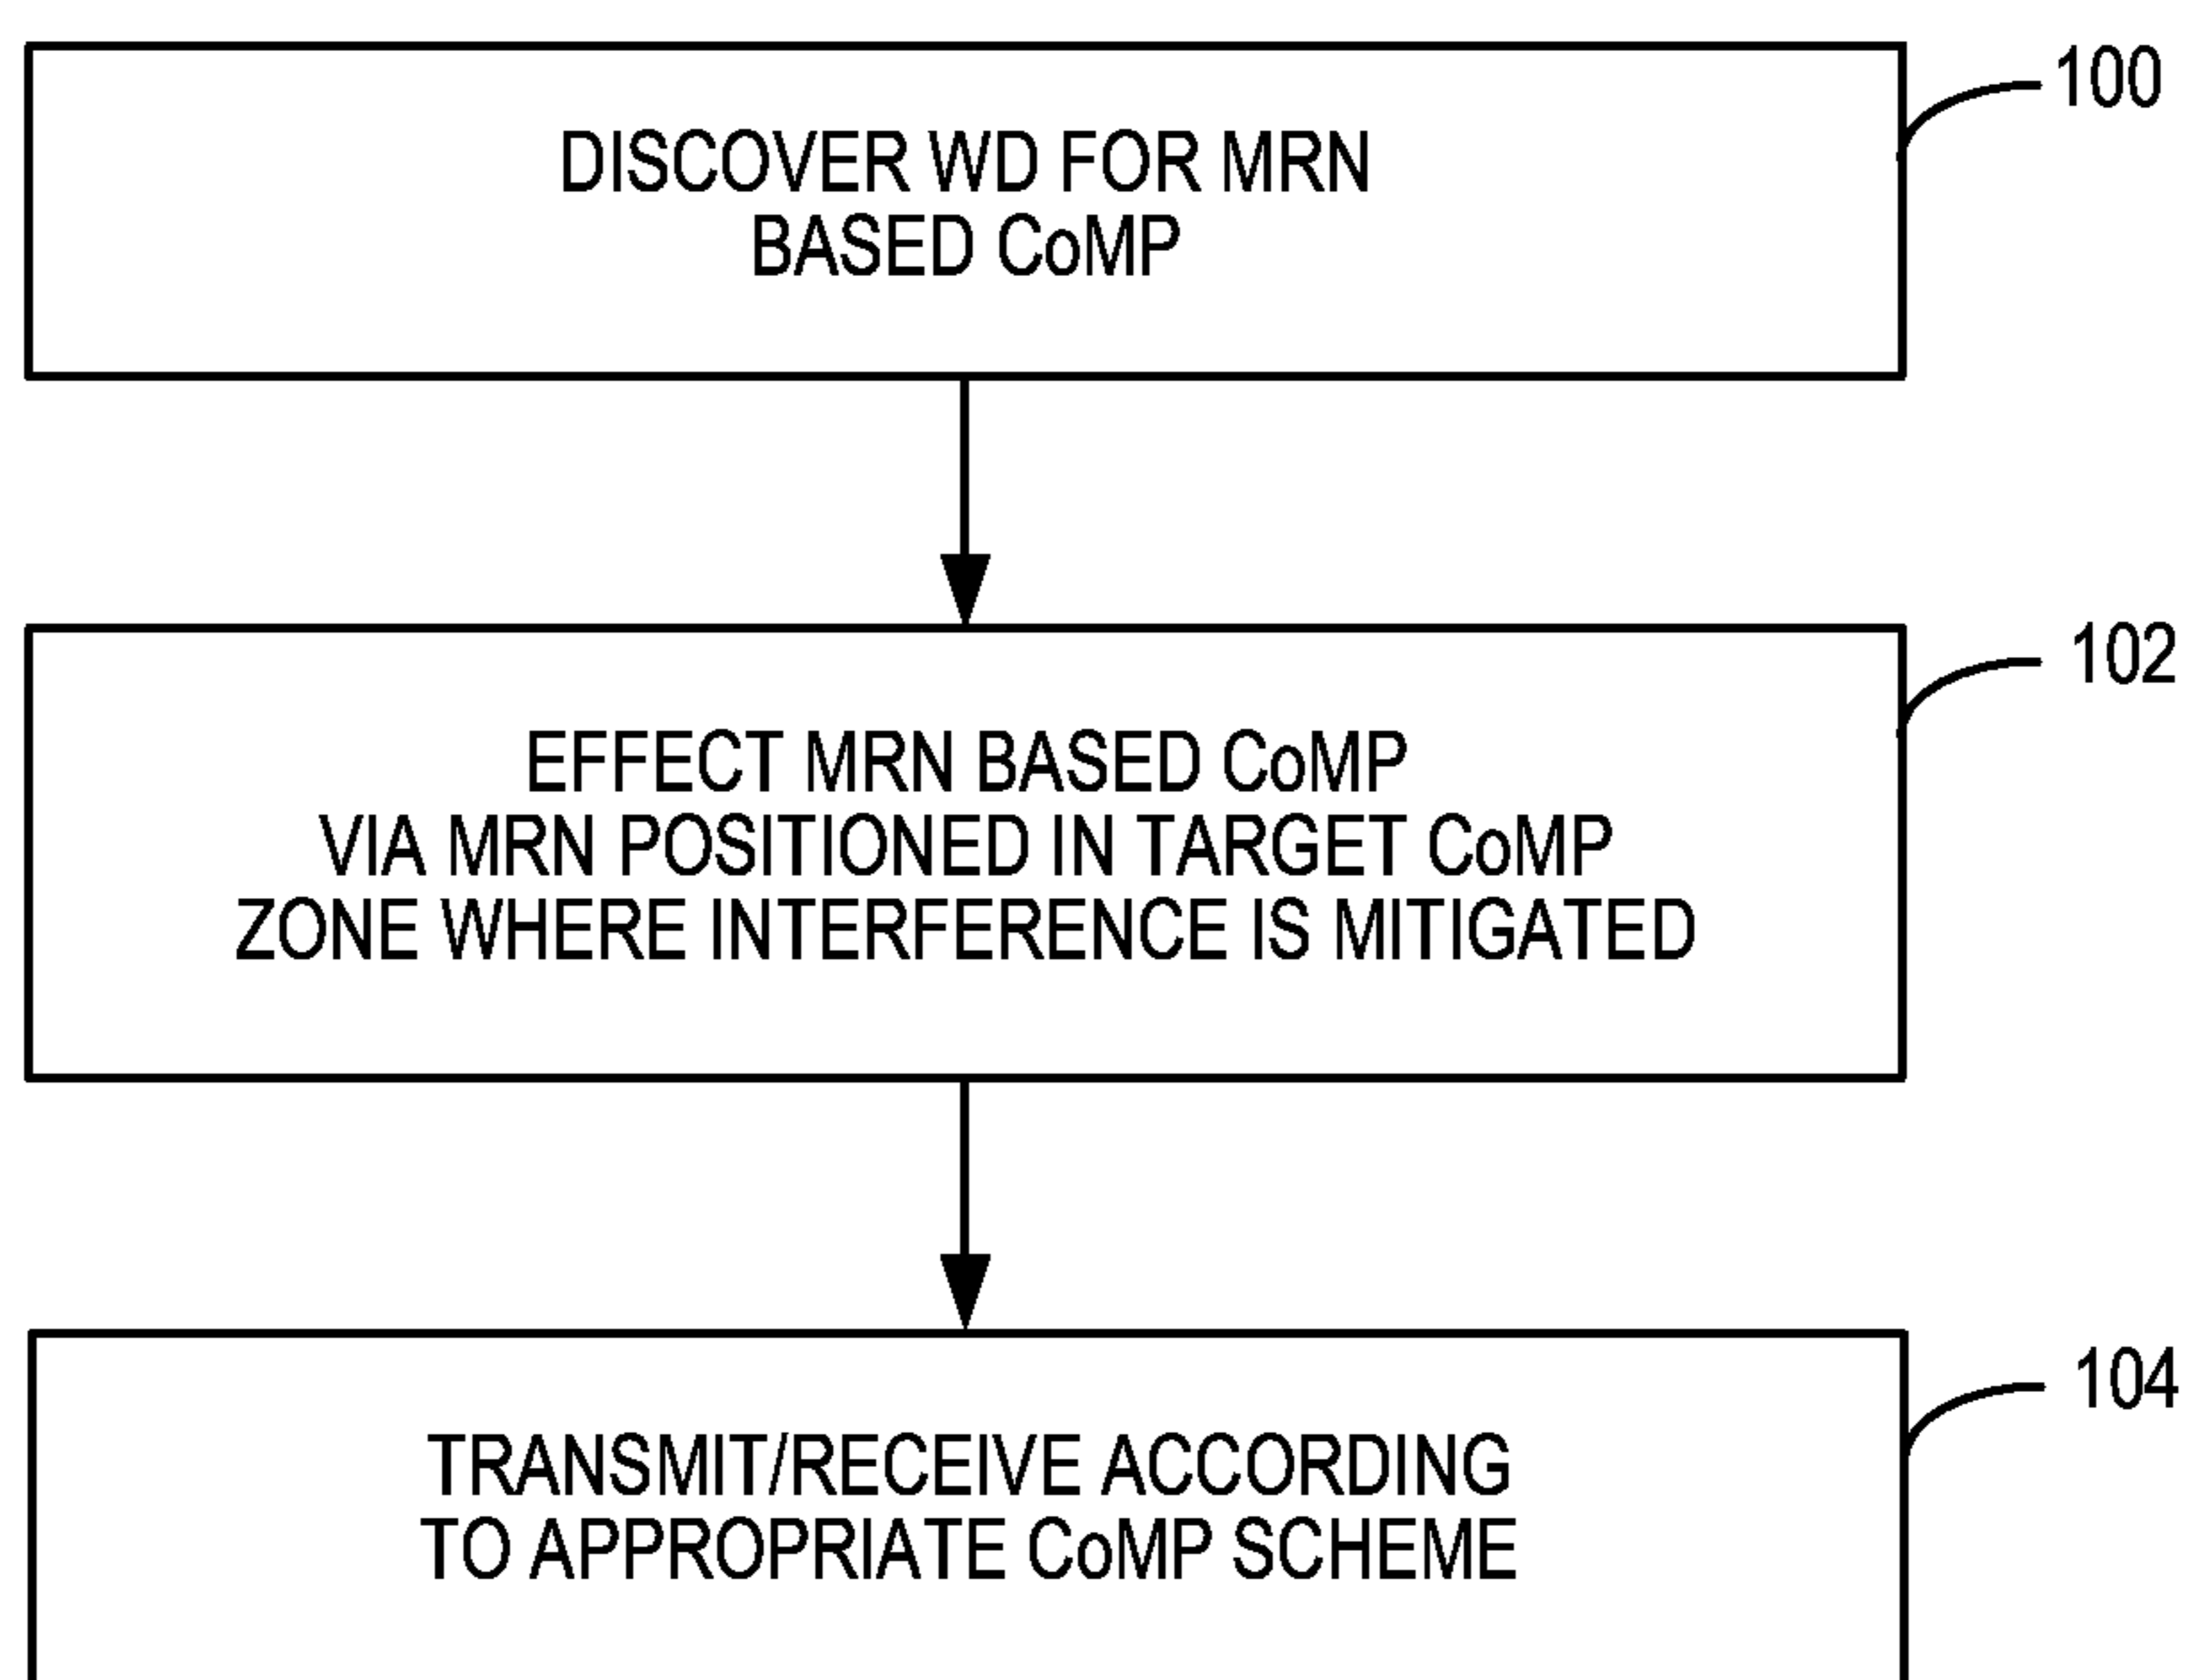 100
DISCOVER WD FOR MRN
BASED CoMP
102
EFFECT MRN BASED CoMP
VIA MRN POSITIONED IN TARGET CoMP
ZONE WHERE INTERFERENCE IS MITIGATED
104
TRANSMIT/RECEIVE ACCORDING
TO APPROPRIATE CoMP SCHEME